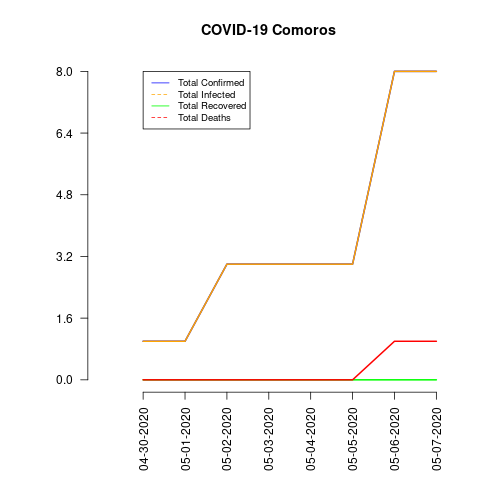 COVID-19 Comoros
8.0
6.4
4.8
3.2
1.6
0.0
Total Confirmed
Total Infected
Total Recovered
Total Deaths
04-30-2020
05-01-2020
05-02-2020
05-03-2020
05-04-2020
05-05-2020
05-06-2020
05-07-2020